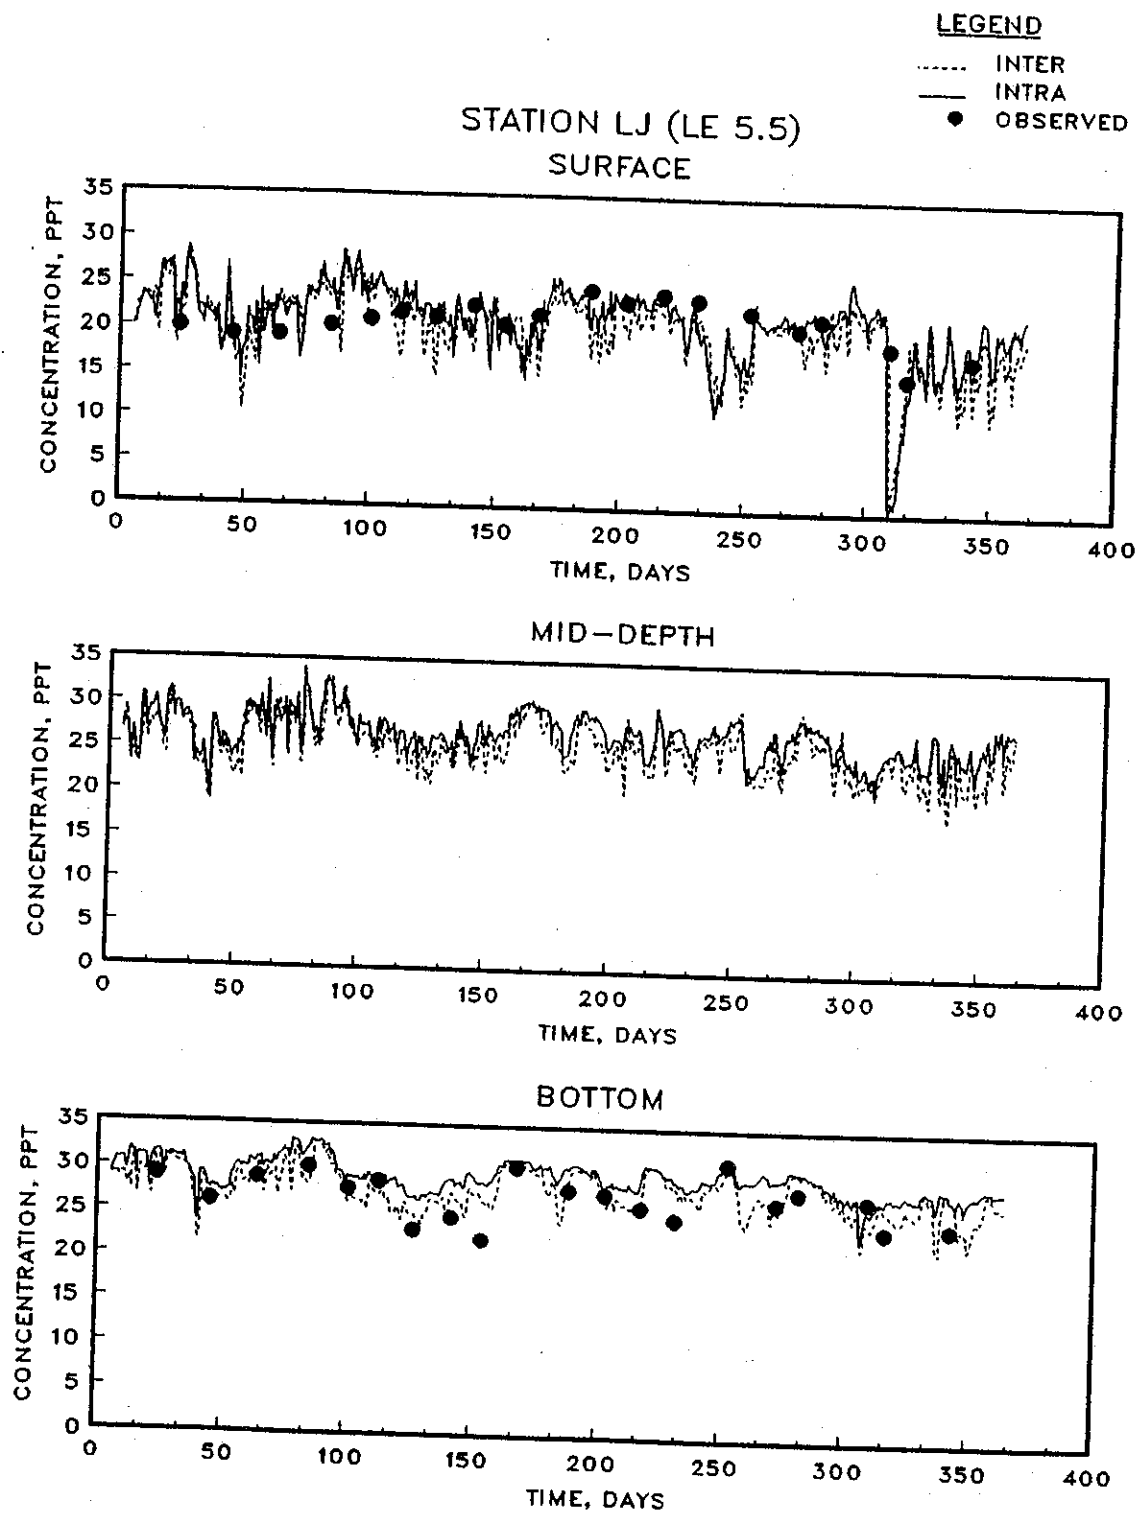 LEGEND
INTER
INTRA
OBSERVED
STATION LJ (LE 5.5)
SURFACE
CONCENTRATION, PPT
35
30
25
20
15
10
5
0
0 50 100 150 200 250 300 350 400
TIME, DAYS
MID-DEPTH
CONCENTRATION, PPT
35
30
25
20
15
10
5
0
0 50 100 150 200 250 300 350 400
TIME, DAYS
BOTTOM
CONCENTRATION, PPT
35
30
25
20
15
10
5
0
0 50 100 150 200 250 300 350 400
TIME, DAYS